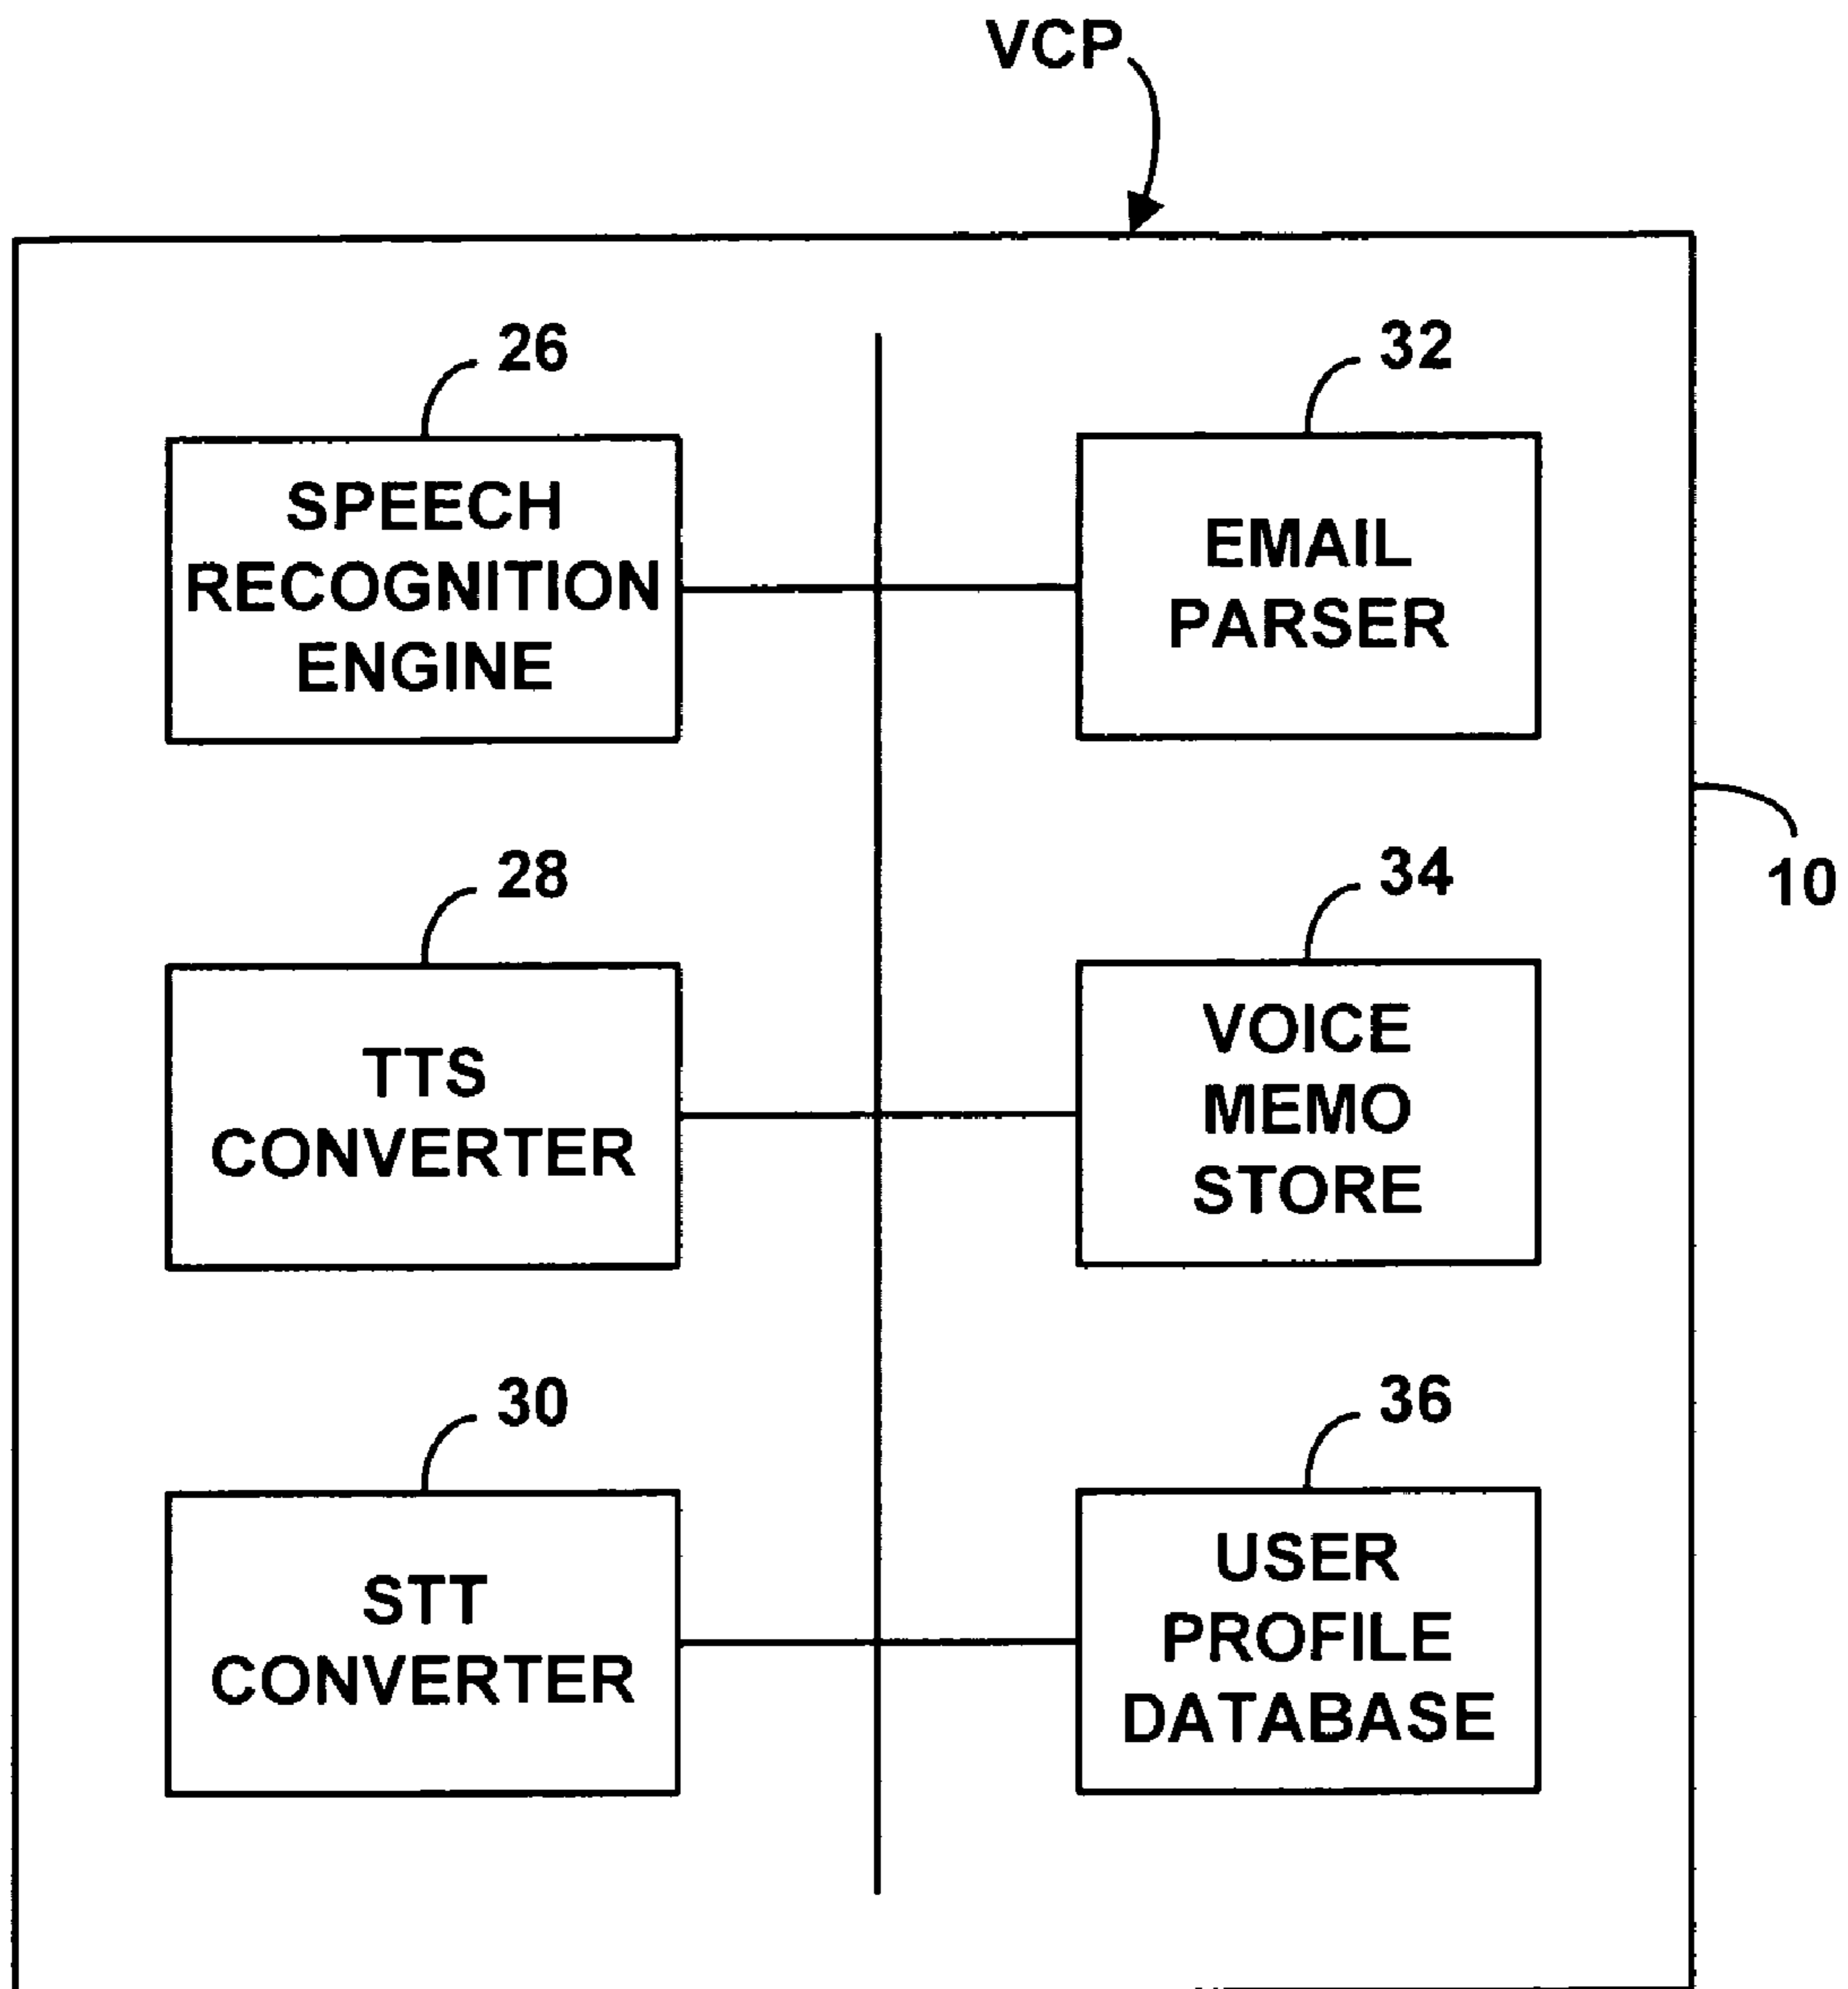 VCP
26
SPEECH
RECOGNITION
ENGINE
32
EMAIL
PARSER
10
28
TTS
CONVERTER
34
VOICE
MEMO
STORE
30
STT
CONVERTER
36
USER
PROFILE
DATABASE